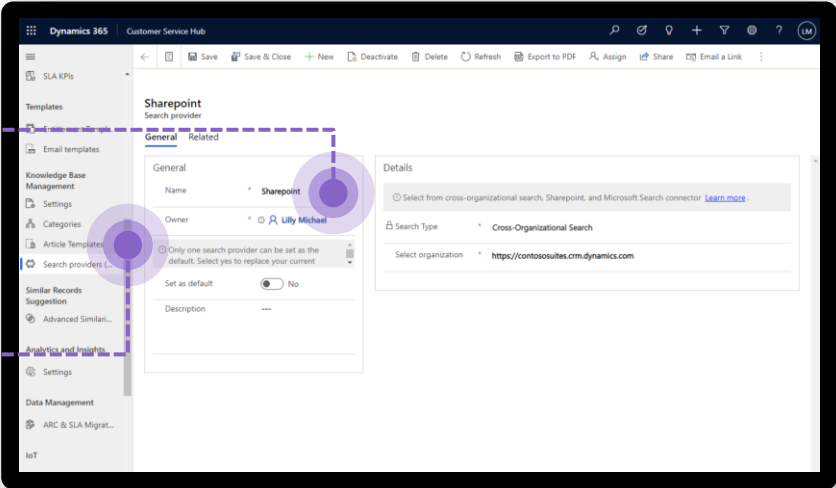 Dynamics 365 Customer Service Hub ? LM
Save Save & Close New Deactivate Delete Refresh Export to PDF Assign Share Email a Link
SLA KPIs
Templates
Email templates
Knowledge Base
Management
Settings
Categories
Article Templates
Search providers (...
Similar Records
Suggestion
Advanced Similari...
Analytics and Insights
Settings
Data Management
ARC & SLA Migrat...
IoT
Sharepoint
Search provider
General Related
General
Name * Sharepoint
Owner * Lilly Michael
Only one search provider can be set as the
default. Select yes to replace your current
Set as default No
Description ---
Details
Select from cross-organizational search, Sharepoint, and Microsoft Search connector Learn more .
Search Type * Cross-Organizational Search
Select organization * https://contososuites.crm.dynamics.com